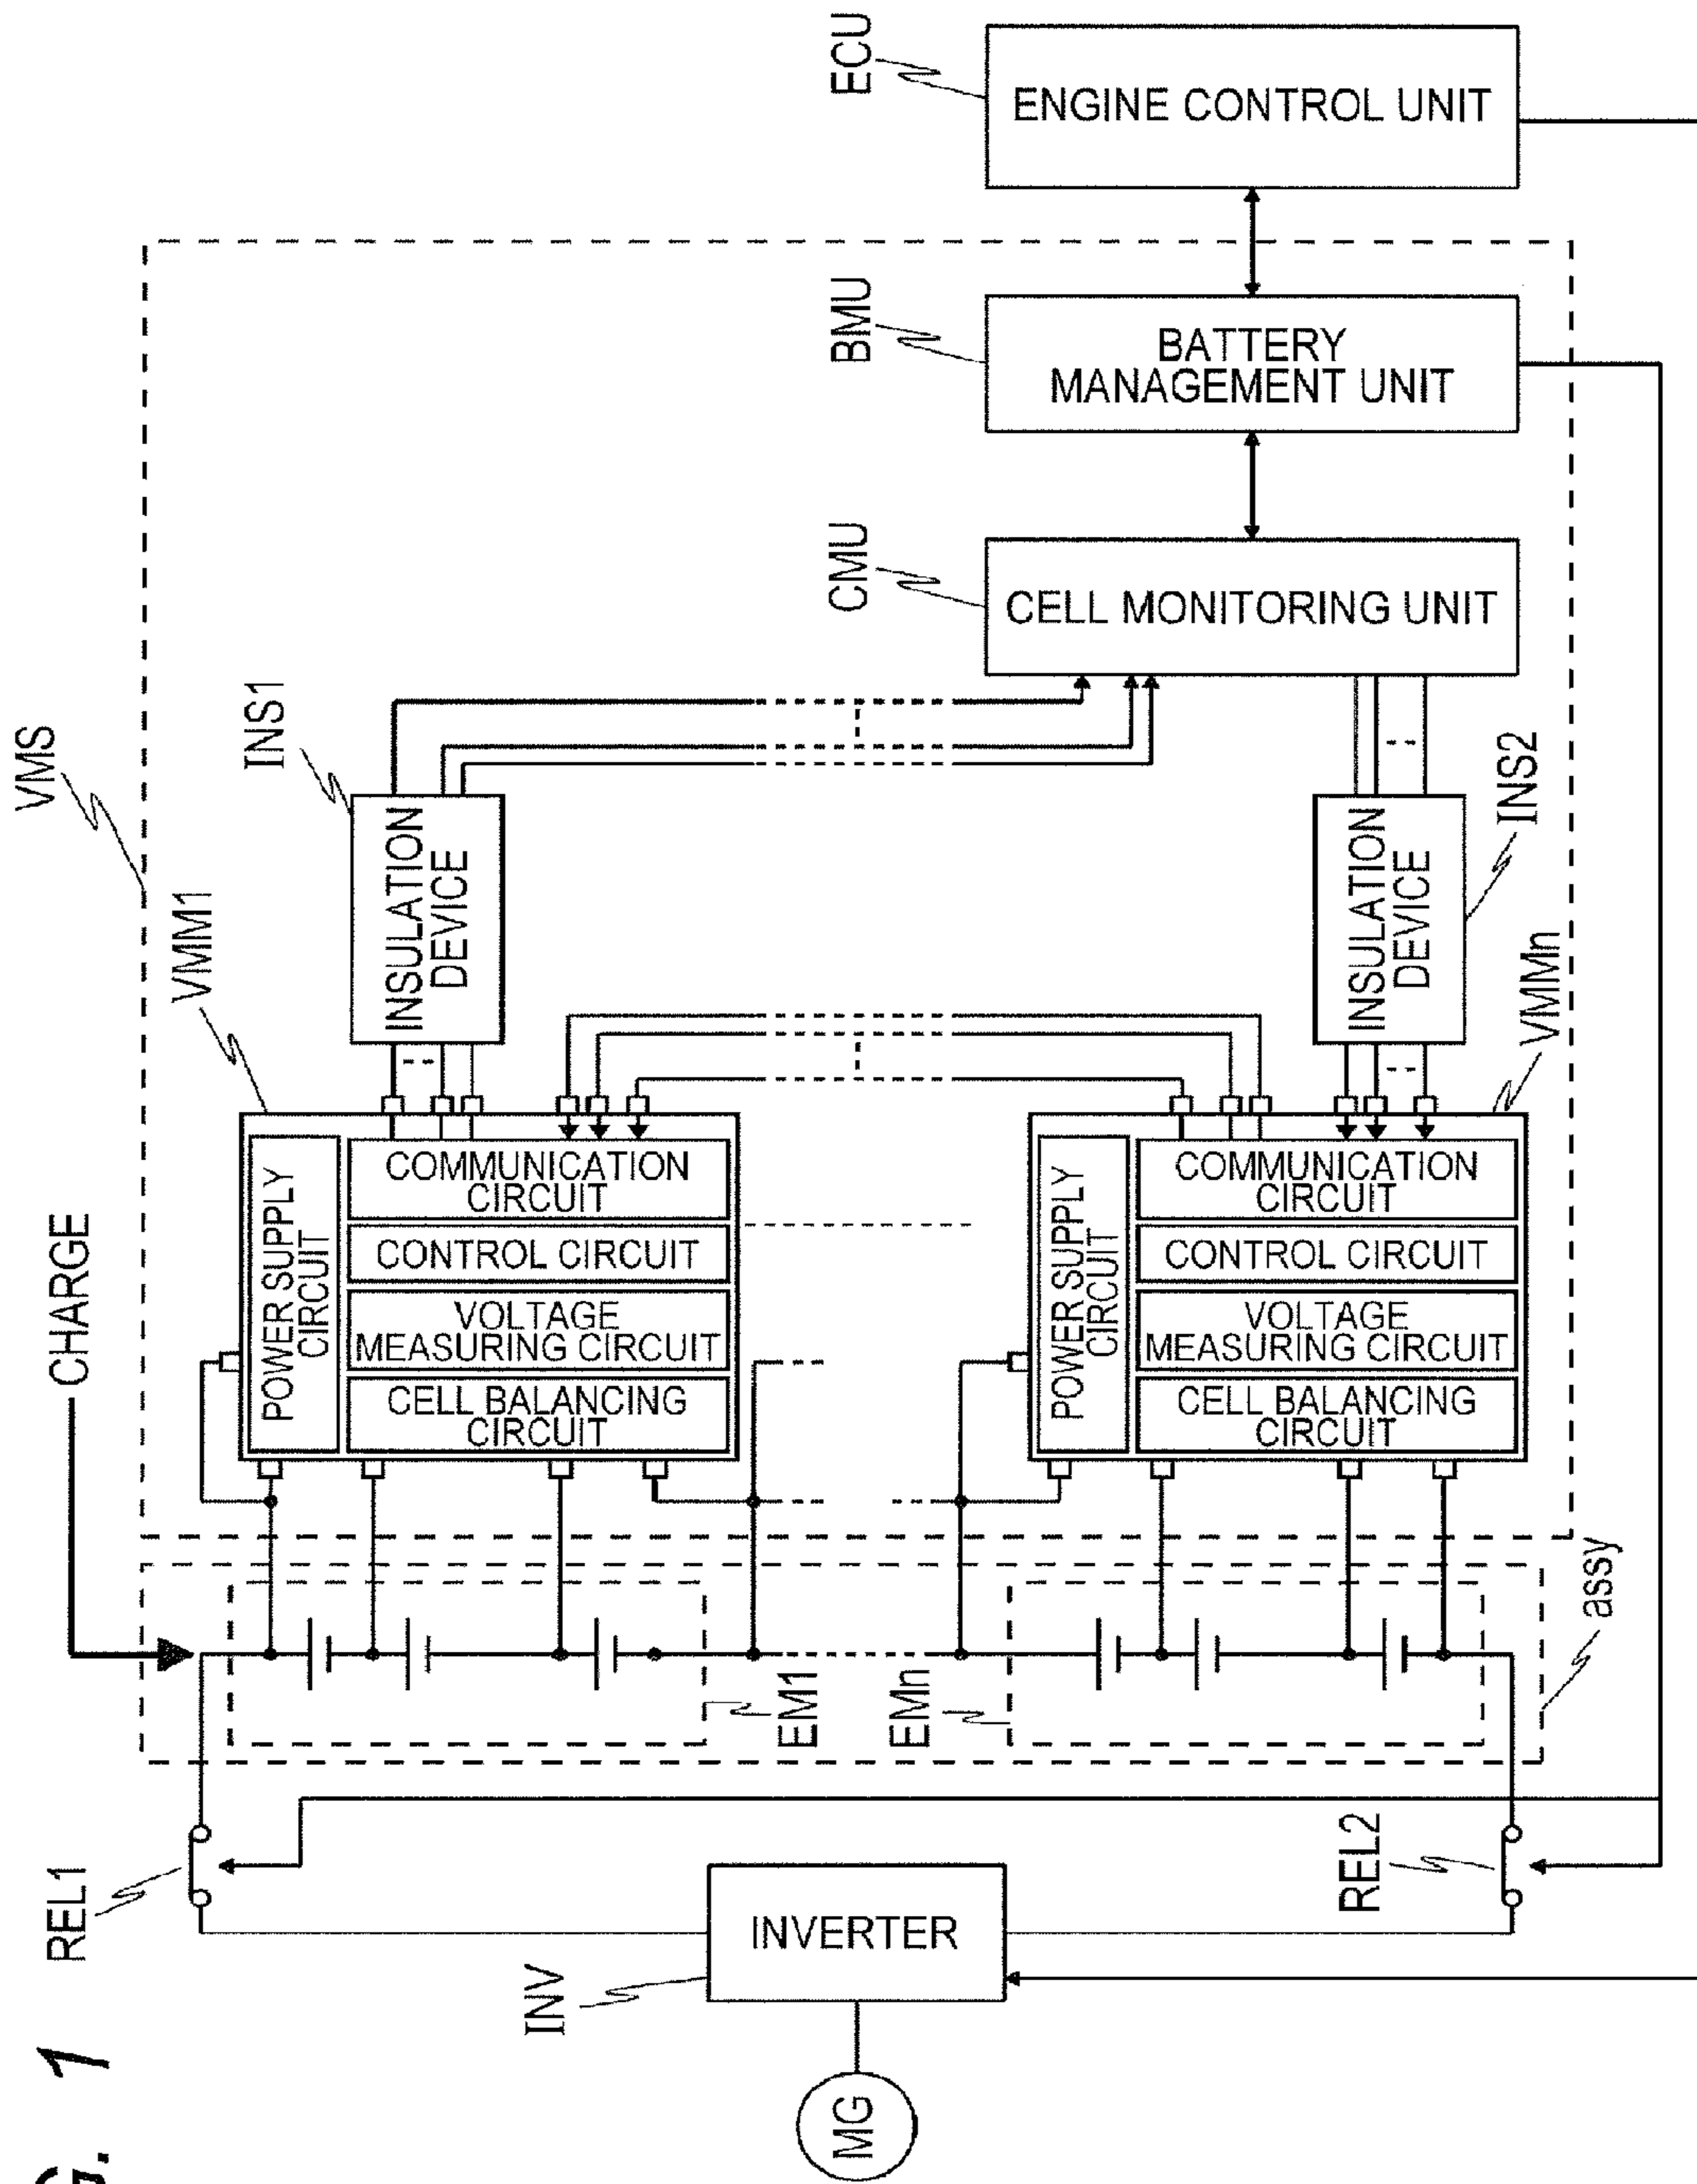 G. 1
VMS
CHARGE
REL1
INV
MG
INVERTER
REL2
assy
EM1
EMn
VMM1
POWER SUPPLY
CIRCUIT
COMMUNICATION
CIRCUIT
CONTROL CIRCUIT
VOLTAGE
MEASURING CIRCUIT
CELL BALANCING
CIRCUIT
VMMn
POWER SUPPLY
CIRCUIT
COMMUNICATION
CIRCUIT
CONTROL CIRCUIT
VOLTAGE
MEASURING CIRCUIT
CELL BALANCING
CIRCUIT
INS1
INSULATION
DEVICE
INS2
INSULATION
DEVICE
CMU
CELL MONITORING UNIT
BMU
BATTERY
MANAGEMENT UNIT
ECU
ENGINE CONTROL UNIT